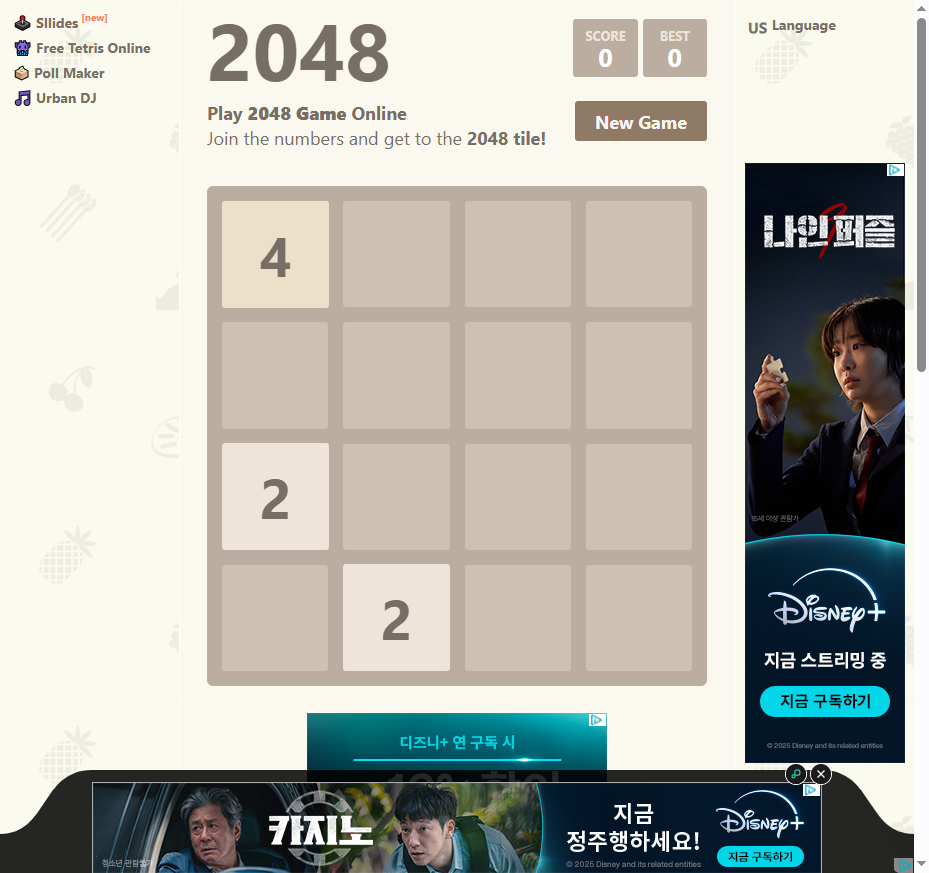 Sllides [new]
Free Tetris Online
Poll Maker
Urban DJ
2048
SCORE
0
BEST
0
US Language
Play 2048 Game Online
Join the numbers and get to the 2048 tile!
New Game
4
2
2
나인퍼즐
15세 이상 관람가
Disney+
지금 스트리밍 중
지금 구독하기
© 2025 Disney and its related entities
디즈니+ 연 구독 시
카지노
청소년 관람불가
지금
정주행하세요!
© 2025 Disney and its related entities
Disney+
지금 구독하기